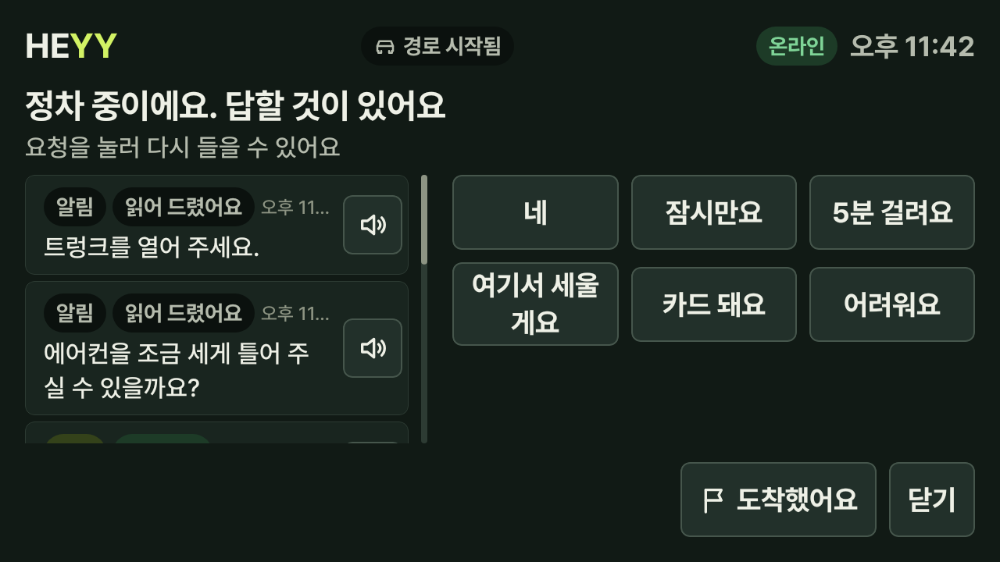 HEYY
경로 시작됨
온라인
오후 11:42
정차 중이에요. 답할 것이 있어요
요청을 눌러 다시 들을 수 있어요
알림 읽어 드렸어요 오후 11...
트렁크를 열어 주세요.
알림 읽어 드렸어요 오후 11...
에어컨을 조금 세게 틀어 주
실 수 있을까요?
네
잠시만요
5분 걸려요
여기서 세울
게요
카드 돼요
어려워요
도착했어요
닫기